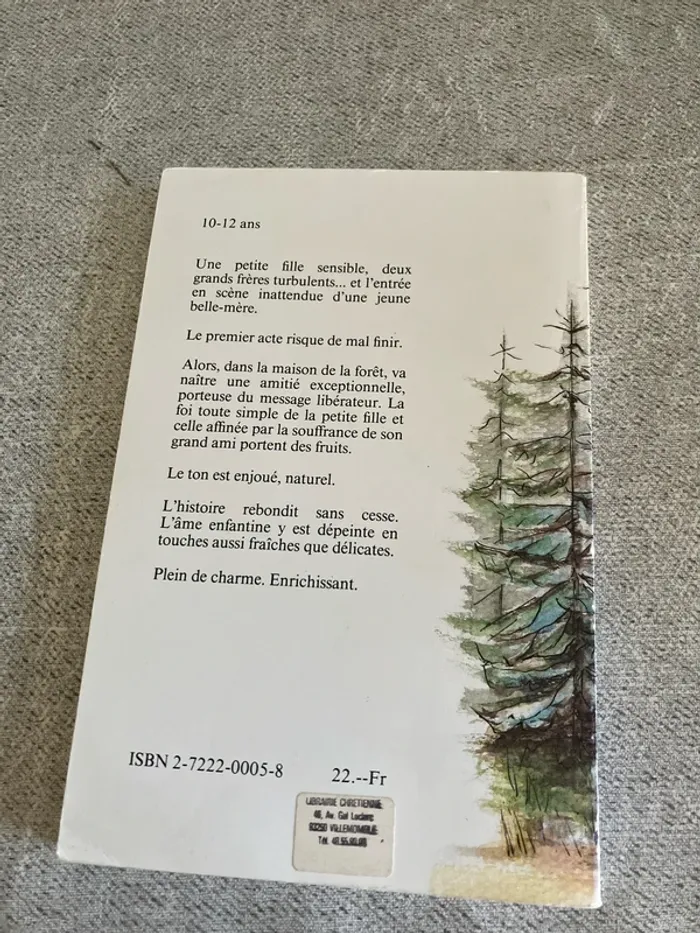 10-12 ans
Une petite fille sensible, deux
grands frères turbulents... et l'entrée
en scène inattendue d'une jeune
belle-mère.
Le premier acte risque de mal finir.
Alors, dans la maison de la forêt, va
naître une amitié exceptionnelle,
porteuse du message libérateur. La
foi toute simple de la petite fille et
celle affinée par la souffrance de son
grand ami portent des fruits.
Le ton est enjoué, naturel.
L'histoire rebondit sans cesse.
L'âme enfantine y est dépeinte en
touches aussi fraîches que délicates.
Plein de charme. Enrichissant.
ISBN 2-7222-0005-8
22.--Fr
LIBRAIRIE CHRETIENNE
Av. Gal Leclerc
93250 VILLEMOMBLE
Tél.